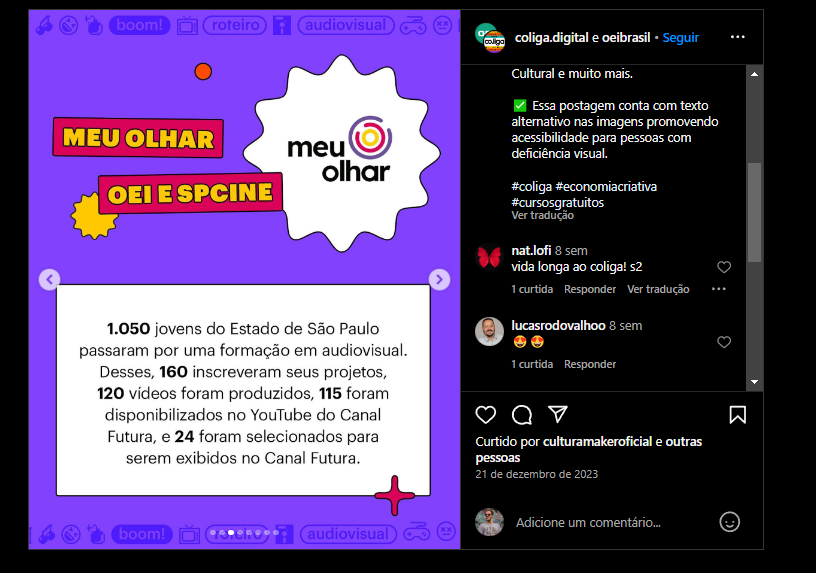 boom! roteiro audiovisual
MEU OLHAR
OEI E SPCINE
meu
olhar
1.050 jovens do Estado de São Paulo
passaram por uma formação em audiovisual.
Desses, 160 inscreveram seus projetos,
120 vídeos foram produzidos, 115 foram
disponibilizados no YouTube do Canal
Futura, e 24 foram selecionados para
serem exibidos no Canal Futura.
boom! roteiro audiovisual
coliga
coliga.digital e oeibrasil • Seguir
Cultural e muito mais.
✅ Essa postagem conta com texto
alternativo nas imagens promovendo
acessibilidade para pessoas com
deficiência visual.
#coliga #economiacriativa
#cursosgratuitos
Ver tradução
nat.lofi 8 sem
vida longa ao coliga! s2
1 curtida Responder Ver tradução
lucasrodovalhoo 8 sem
😍😍
1 curtida Responder
Curtido por culturamakeroficial e outras
pessoas
21 de dezembro de 2023
Adicione um comentário...